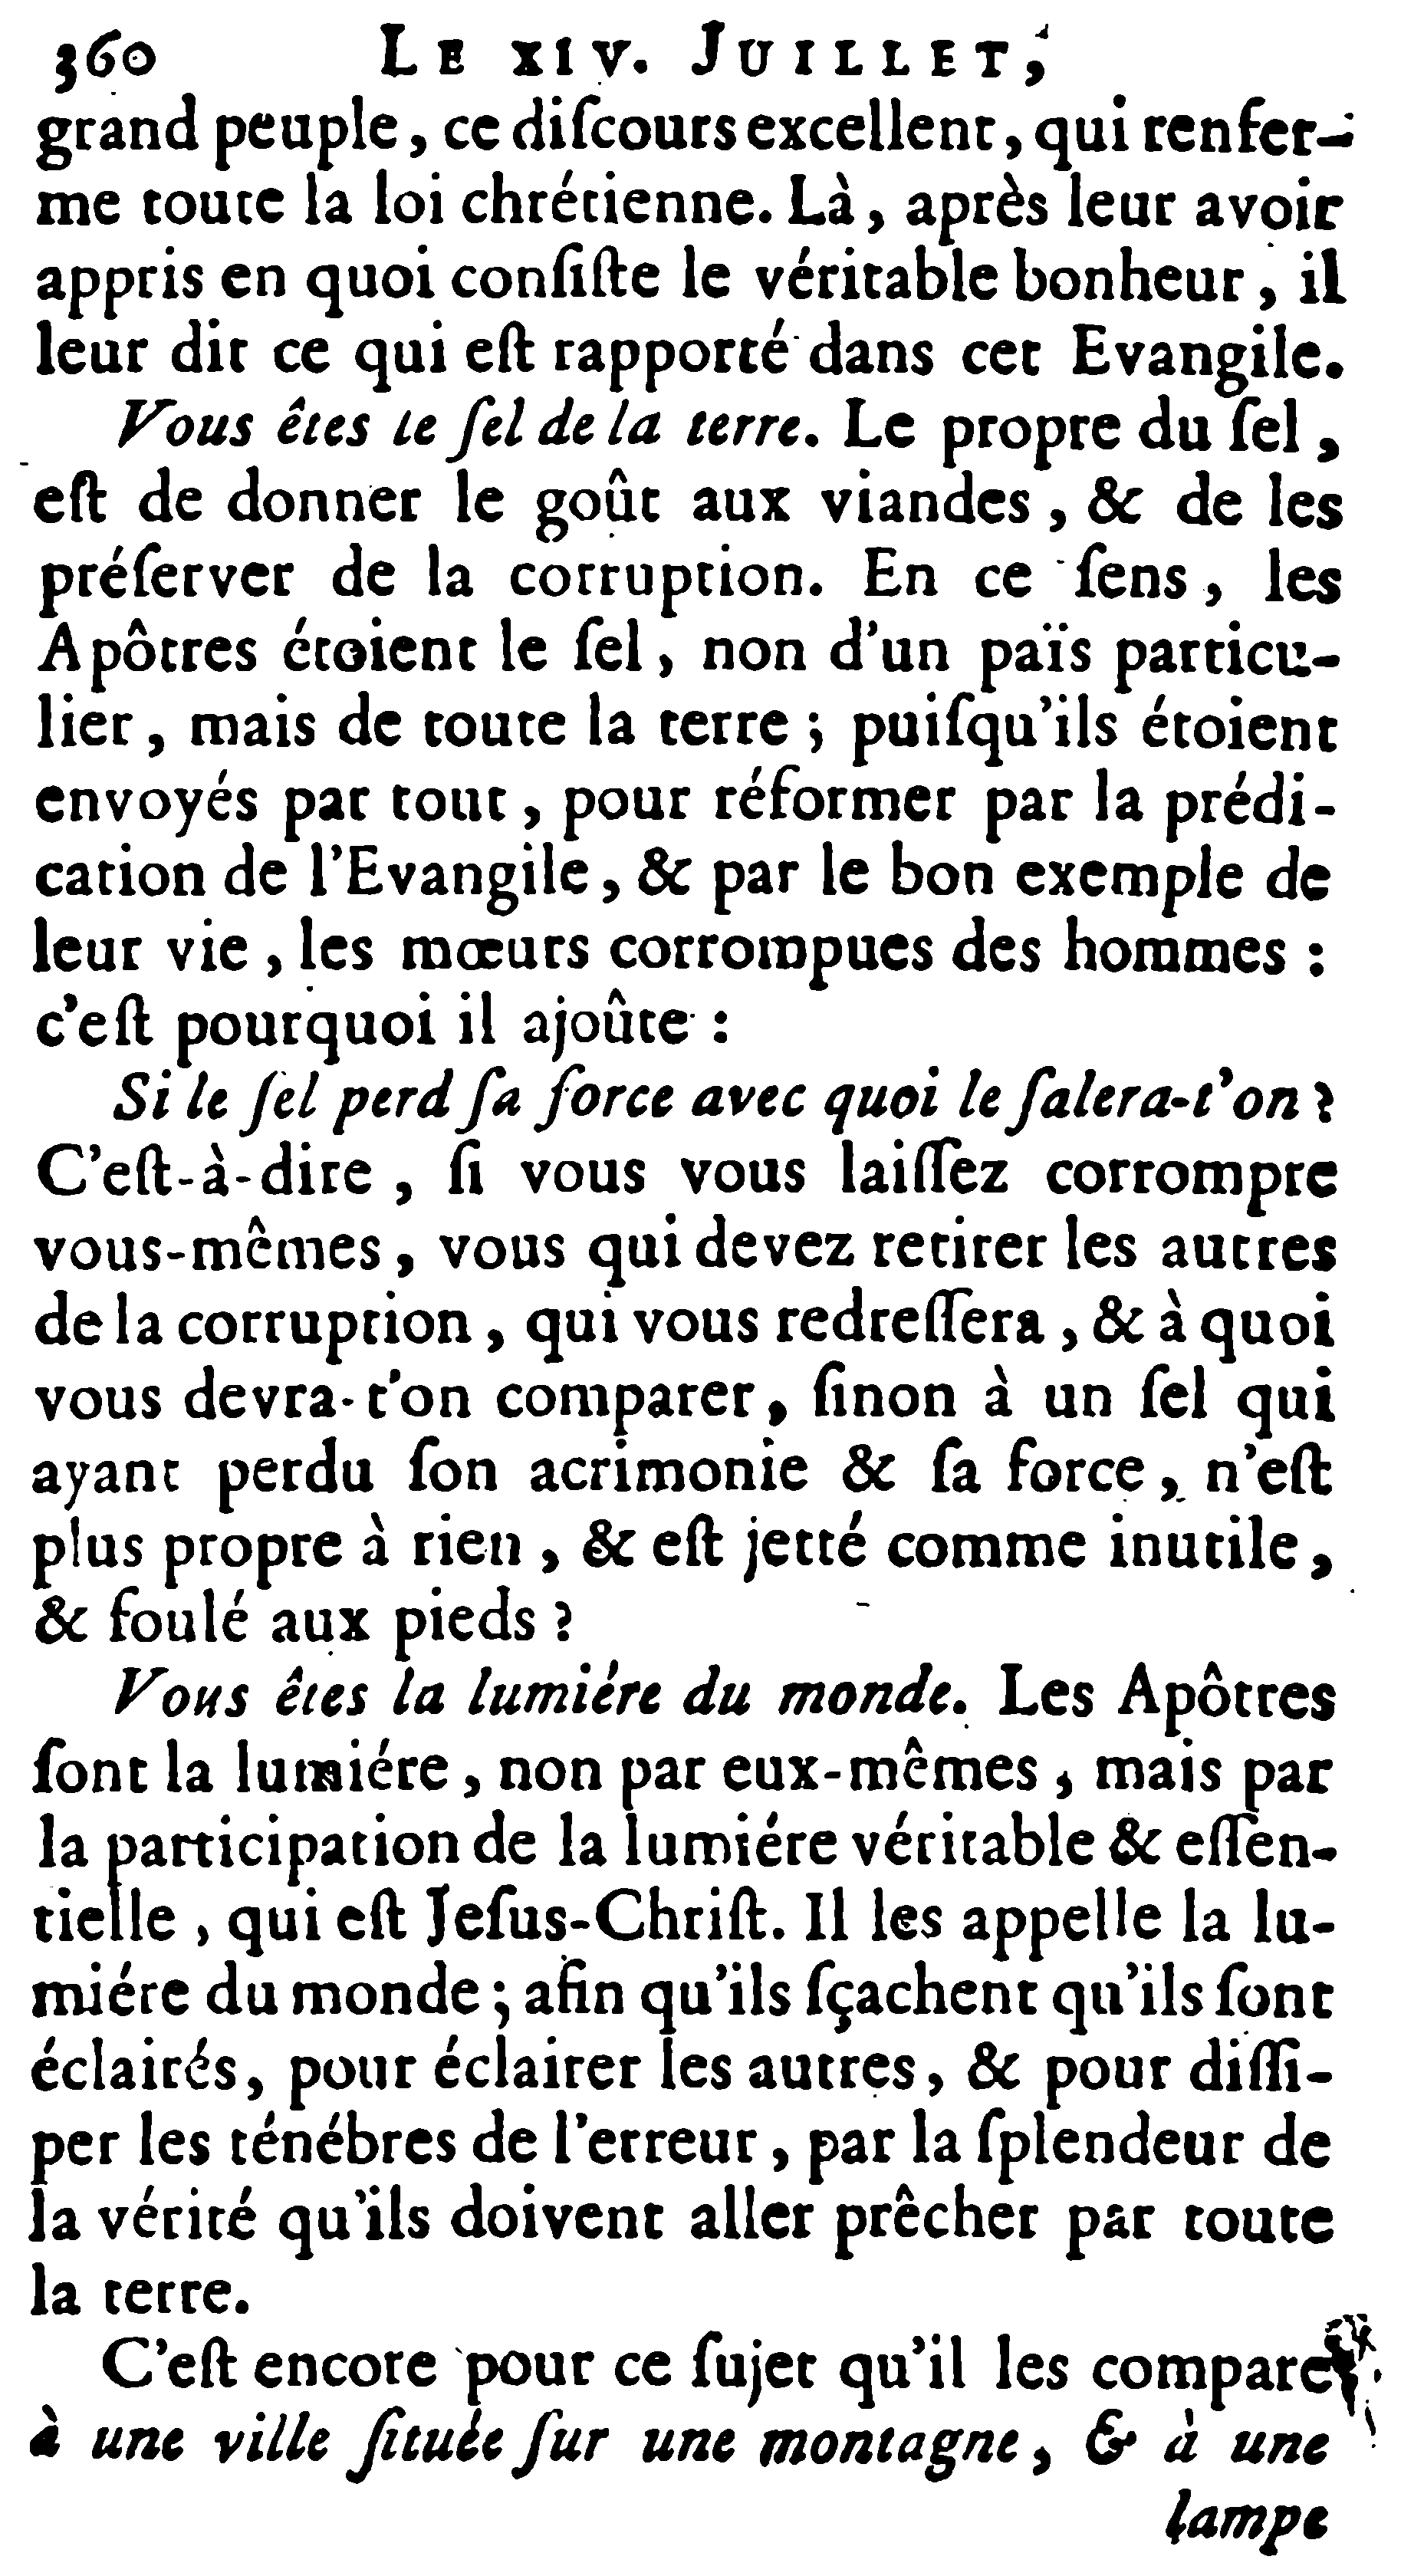 360 LE XIV. JUILLET,
grand peuple, ce diſcours excellent, qui renfer-
me toute la loi chrétienne. Là, après leur avoir
appris en quoi conſiſte le véritable bonheur, il
leur dit ce qui eſt rapporté dans cet Evangile.
Vous êtes le ſel de la terre. Le propre du ſel,
eſt de donner le goût aux viandes, & de les
préſerver de la corruption. En ce ſens, les
Apôtres étoient le ſel, non d'un païs particu-
lier, mais de toute la terre ; puiſqu'ils étoient
envoyés par tout, pour réformer par la prédi-
cation de l'Evangile, & par le bon exemple de
leur vie, les mœurs corrompues des hommes :
c'eſt pourquoi il ajoûte :
Si le ſel perd ſa force avec quoi le ſalera-t'on ?
C'eſt-à-dire, ſi vous vous laiſſez corrompre
vous-mêmes, vous qui devez retirer les autres
de la corruption, qui vous redreſſera, & à quoi
vous devra-t'on comparer, ſinon à un ſel qui
ayant perdu ſon acrimonie & ſa force, n'eſt
plus propre à rien, & eſt jetté comme inutile,
& foulé aux pieds ?
Vous êtes la lumiére du monde. Les Apôtres
ſont la lumiére, non par eux-mêmes, mais par
la participation de la lumiére véritable & eſſen-
tielle, qui eſt Jeſus-Chriſt. Il les appelle la lu-
miére du monde ; afin qu'ils ſçachent qu'ils ſont
éclairés, pour éclairer les autres, & pour diſſi-
per les ténébres de l'erreur, par la ſplendeur de
la vérité qu'ils doivent aller prêcher par toute
la terre.
C'eſt encore pour ce ſujet qu'il les compare
à une ville ſituée ſur une montagne, & à une
lampe